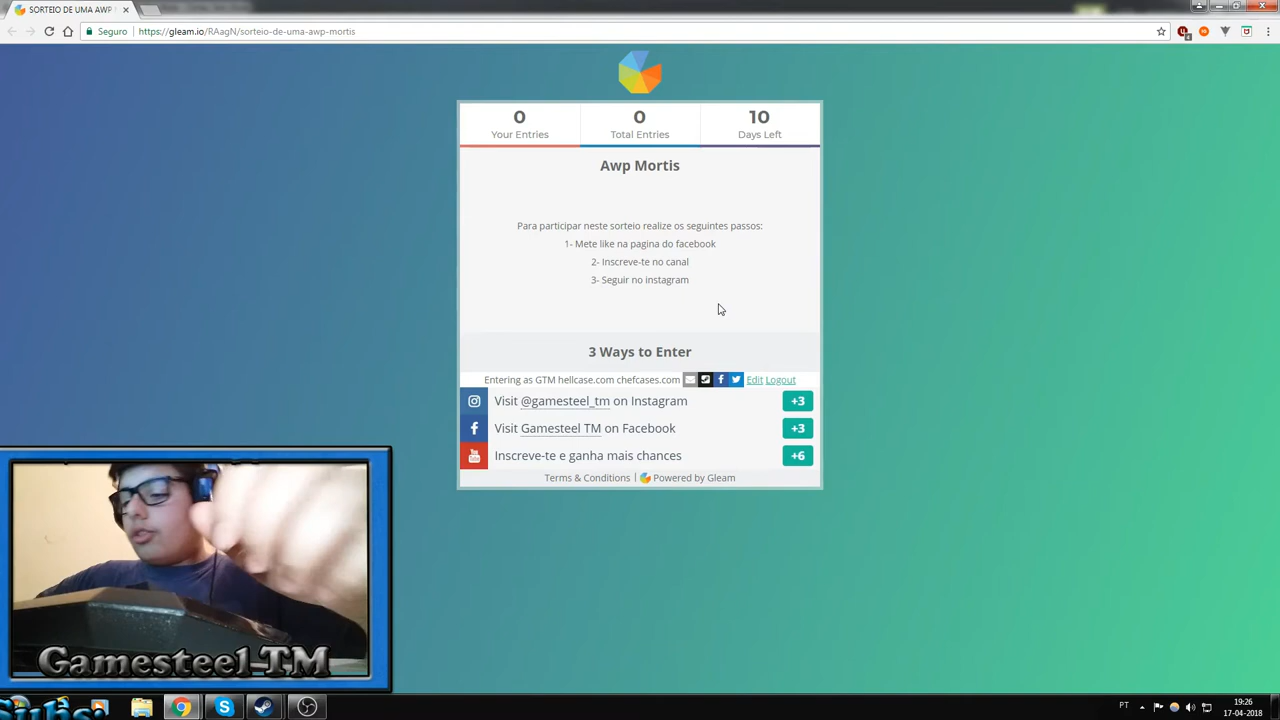 SORTEIO DE UMA AWP
Seguro
https://gleam.io/RAagN/sorteio-de-uma-awp-mortis
0
Your Entries
0
Total Entries
10
Days Left
Awp Mortis
Para participar neste sorteio realize os seguintes passos:
1- Mete like na pagina do facebook
2- Inscreve-te no canal
3- Seguir no instagram
3 Ways to Enter
Entering as GTM hellcase.com chefcases.com Edit Logout
Visit @gamesteel_tm on Instagram +3
Visit Gamesteel TM on Facebook +3
Inscreve-te e ganha mais chances +6
Terms & Conditions | Powered by Gleam
Gamesteel TM
Subs
PT
19:26
17-04-2018